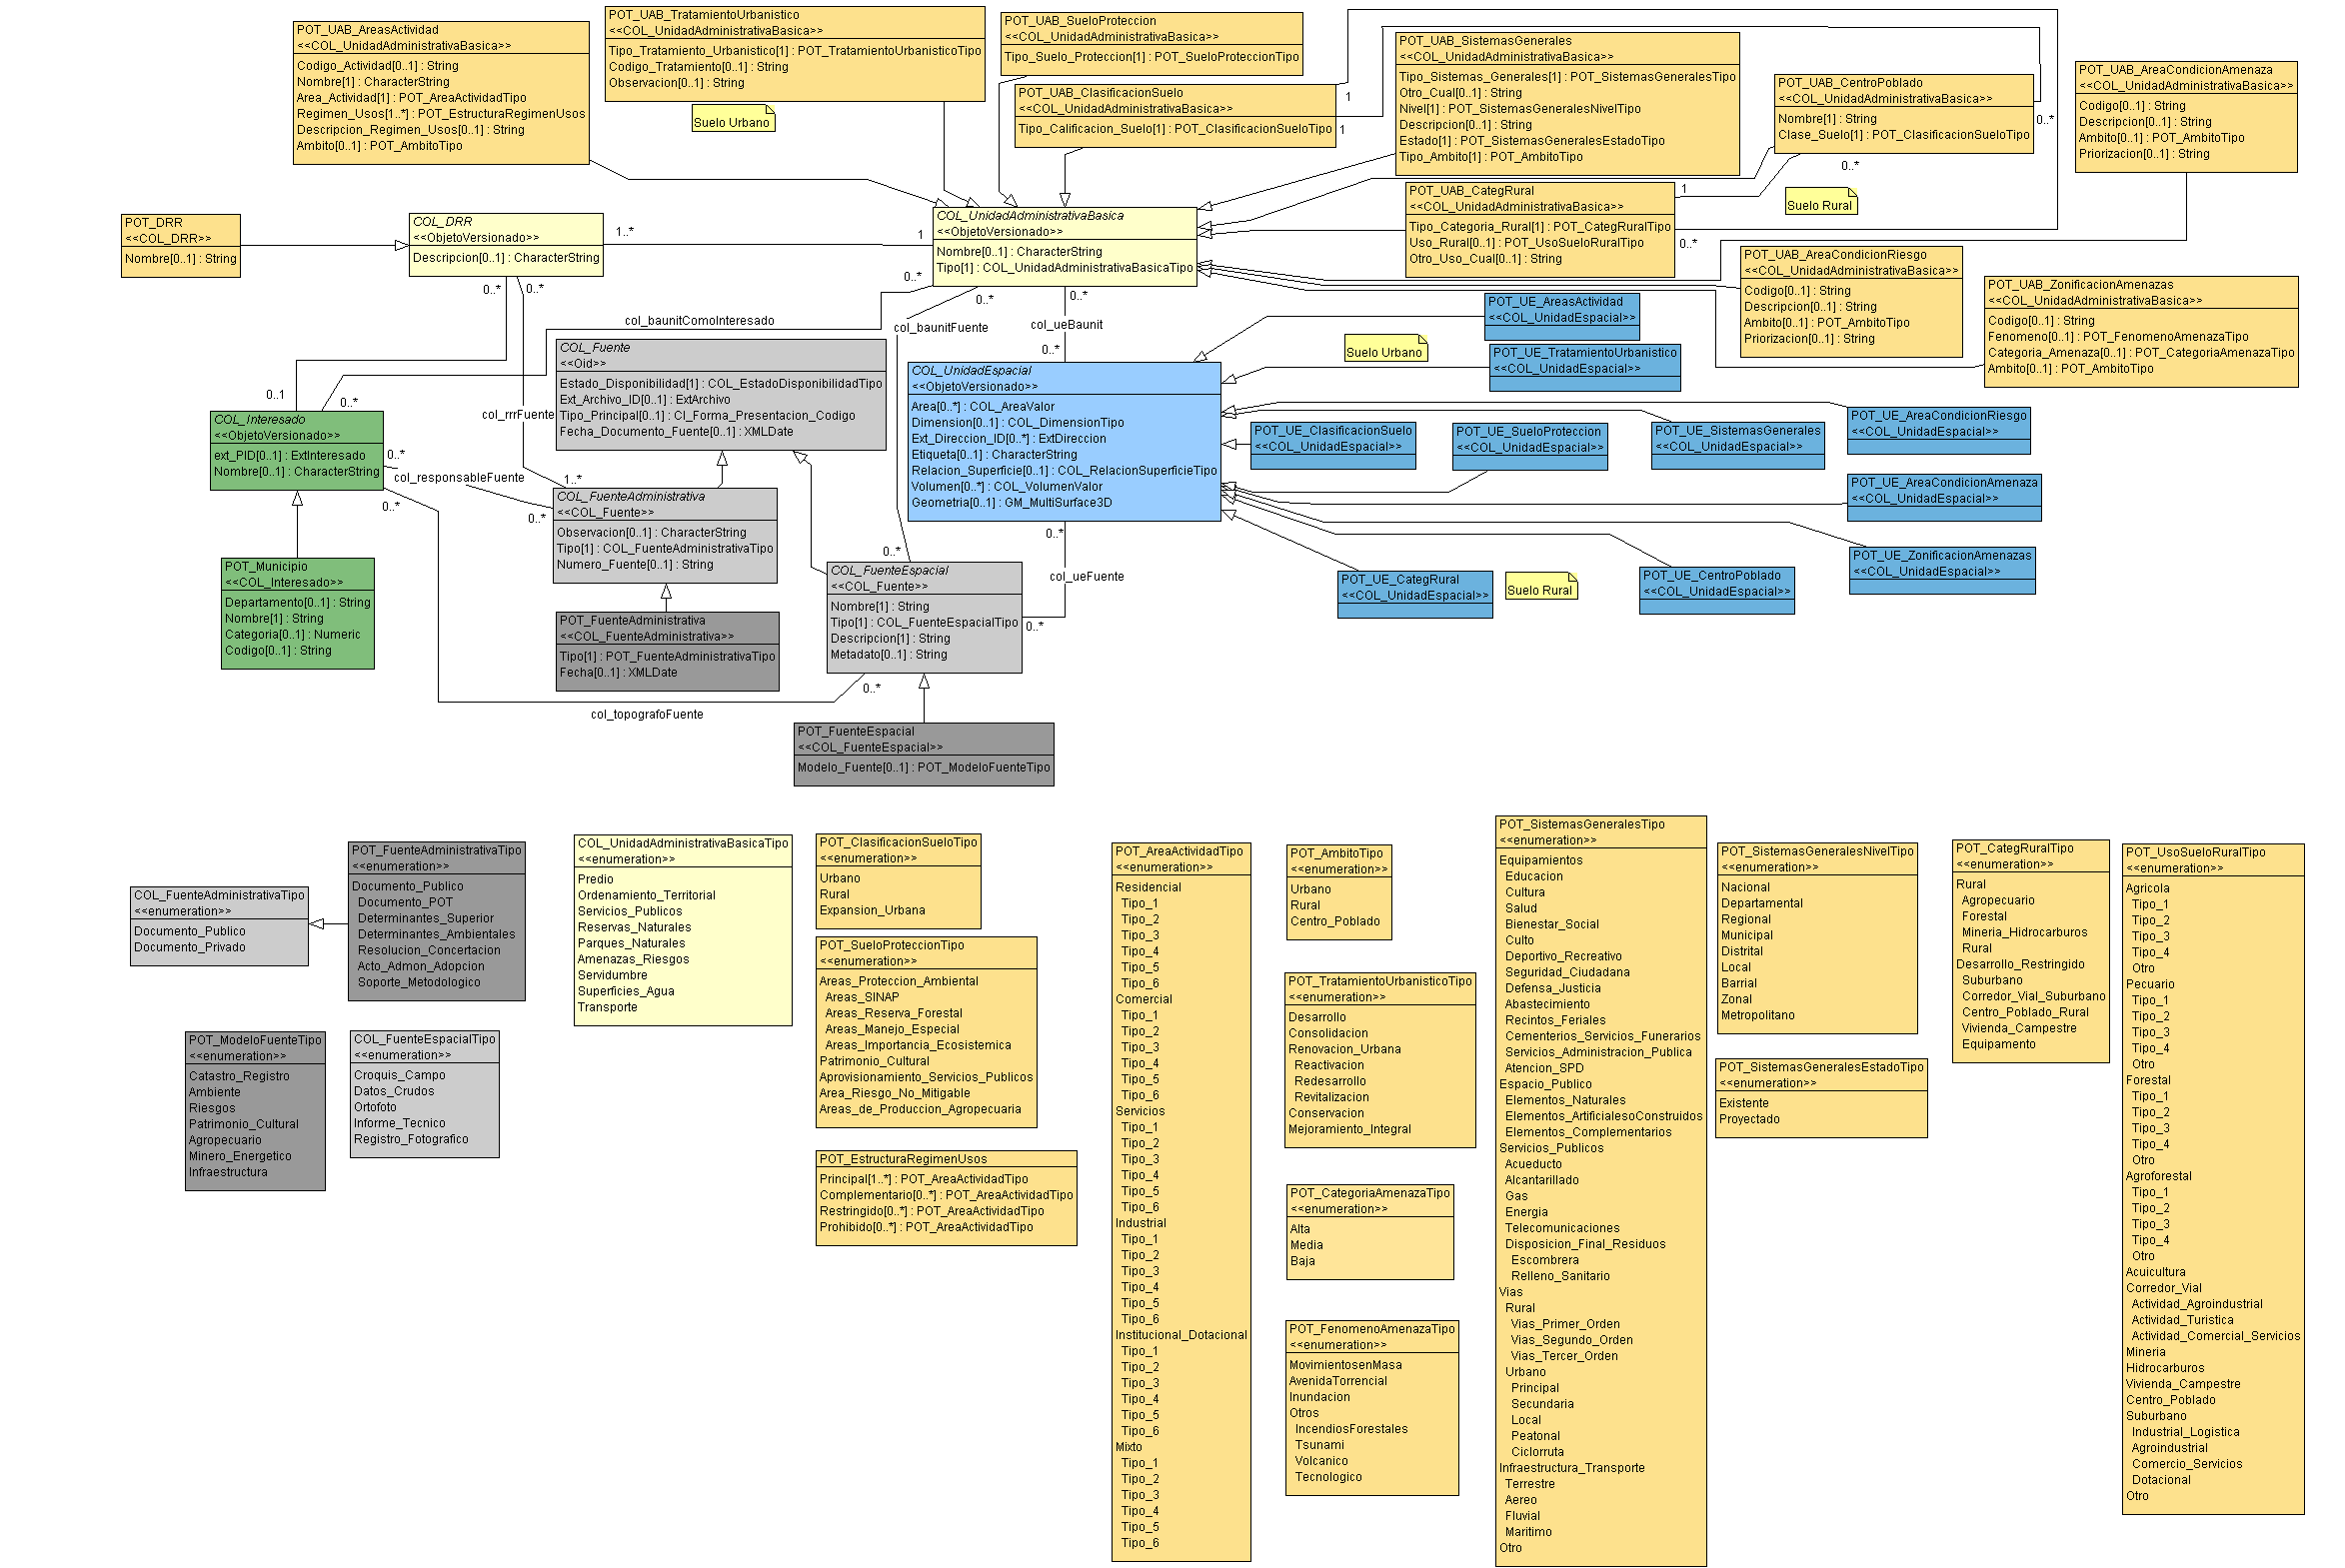 POT_UAB_AreasActividad
<<COL_UnidadAdministrativaBasica>>
Codigo_Actividad[0..1] : String
Nombre[1] : CharacterString
Area_Actividad[1] : POT_AreaActividadTipo
Regimen_Usos[1..*] : POT_EstructuraRegimenUsos
Descripcion_Regimen_Usos[0..1] : String
Ambito[0..1] : POT_AmbitoTipo
POT_UAB_TratamientoUrbanistico
<<COL_UnidadAdministrativaBasica>>
Tipo_Tratamiento_Urbanistico[1] : POT_TratamientoUrbanisticoTipo
Codigo_Tratamiento[0..1] : String
Observacion[0..1] : String
Suelo Urbano
POT_UAB_SueloProteccion
<<COL_UnidadAdministrativaBasica>>
Tipo_Suelo_Proteccion[1] : POT_SueloProteccionTipo
POT_UAB_ClasificacionSuelo
<<COL_UnidadAdministrativaBasica>>
Tipo_Calificacion_Suelo[1] : POT_ClasificacionSueloTipo
1
1
POT_UAB_SistemasGenerales
<<COL_UnidadAdministrativaBasica>>
Tipo_Sistemas_Generales[1] : POT_SistemasGeneralesTipo
Otro_Cual[0..1] : String
Nivel[1] : POT_SistemasGeneralesNivelTipo
Descripcion[0..1] : String
Estado[1] : POT_SistemasGeneralesEstadoTipo
Tipo_Ambito[1] : POT_AmbitoTipo
POT_UAB_CentroPoblado
<<COL_UnidadAdministrativaBasica>>
Nombre[1] : String
Clase_Suelo[1] : POT_ClasificacionSueloTipo
0..*
0..*
POT_UAB_AreaCondicionAmenaza
<<COL_UnidadAdministrativaBasica>>
Codigo[0..1] : String
Descripcion[0..1] : String
Ambito[0..1] : POT_AmbitoTipo
Priorizacion[0..1] : String
POT_UAB_CategRural
<<COL_UnidadAdministrativaBasica>>
Tipo_Categoria_Rural[1] : POT_CategRuralTipo
Uso_Rural[0..1] : POT_UsoSueloRuralTipo
Otro_Uso_Cual[0..1] : String
1
0..*
Suelo Rural
POT_DRR
<<COL_DRR>>
Nombre[0..1] : String
COL_DRR
<<ObjetoVersionado>>
Descripcion[0..1] : CharacterString
1..*
1
COL_UnidadAdministrativaBasica
<<ObjetoVersionado>>
Nombre[0..1] : CharacterString
Tipo[1] : COL_UnidadAdministrativaBasicaTipo
POT_UAB_AreaCondicionRiesgo
<<COL_UnidadAdministrativaBasica>>
Codigo[0..1] : String
Descripcion[0..1] : String
Ambito[0..1] : POT_AmbitoTipo
Priorizacion[0..1] : String
POT_UAB_ZonificacionAmenazas
<<COL_UnidadAdministrativaBasica>>
Codigo[0..1] : String
Fenomeno[0..1] : POT_FenomenoAmenazaTipo
Categoria_Amenaza[0..1] : POT_CategoriaAmenazaTipo
Ambito[0..1] : POT_AmbitoTipo
0..*
0..*
0..*
0..*
0..*
col_baunitComoInteresado
col_baunitFuente
col_ueBaunit
0..*
COL_Fuente
<<Oid>>
Estado_Disponibilidad[1] : COL_EstadoDisponibilidadTipo
Ext_Archivo_ID[0..1] : ExtArchivo
Tipo_Principal[0..1] : CI_Forma_Presentacion_Codigo
Fecha_Documento_Fuente[0..1] : XMLDate
COL_UnidadEspacial
<<ObjetoVersionado>>
Area[0..*] : COL_AreaValor
Dimension[0..1] : COL_DimensionTipo
Ext_Direccion_ID[0..*] : ExtDireccion
Etiqueta[0..1] : CharacterString
Relacion_Superficie[0..1] : COL_RelacionSuperficieTipo
Volumen[0..*] : COL_VolumenValor
Geometria[0..1] : GM_MultiSurface3D
POT_UE_AreasActividad
<<COL_UnidadEspacial>>
Suelo Urbano
POT_UE_TratamientoUrbanistico
<<COL_UnidadEspacial>>
POT_UE_ClasificacionSuelo
<<COL_UnidadEspacial>>
POT_UE_SueloProteccion
<<COL_UnidadEspacial>>
POT_UE_SistemasGenerales
<<COL_UnidadEspacial>>
POT_UE_AreaCondicionRiesgo
<<COL_UnidadEspacial>>
POT_UE_AreaCondicionAmenaza
<<COL_UnidadEspacial>>
POT_UE_ZonificacionAmenazas
<<COL_UnidadEspacial>>
POT_UE_CategRural
<<COL_UnidadEspacial>>
Suelo Rural
POT_UE_CentroPoblado
<<COL_UnidadEspacial>>
0..1
0..*
col_rrrFuente
COL_Interesado
<<ObjetoVersionado>>
ext_PID[0..1] : ExtInteresado
Nombre[0..1] : CharacterString
0..*
col_responsableFuente
0..*
1..*
0..*
COL_FuenteAdministrativa
<<COL_Fuente>>
Observacion[0..1] : CharacterString
Tipo[1] : COL_FuenteAdministrativaTipo
Numero_Fuente[0..1] : String
0..*
0..*
col_ueFuente
0..*
COL_FuenteEspacial
<<COL_Fuente>>
Nombre[1] : String
Tipo[1] : COL_FuenteEspacialTipo
Descripcion[1] : String
Metadato[0..1] : String
POT_Municipio
<<COL_Interesado>>
Departamento[0..1] : String
Nombre[1] : String
Categoria[0..1] : Numeric
Codigo[0..1] : String
POT_FuenteAdministrativa
<<COL_FuenteAdministrativa>>
Tipo[1] : POT_FuenteAdministrativaTipo
Fecha[0..1] : XMLDate
0..*
col_topografoFuente
POT_FuenteEspacial
<<COL_FuenteEspacial>>
Modelo_Fuente[0..1] : POT_ModeloFuenteTipo
COL_FuenteAdministrativaTipo
<<enumeration>>
Documento_Publico
Documento_Privado
POT_FuenteAdministrativaTipo
<<enumeration>>
Documento_Publico
Documento_POT
Determinantes_Superior
Determinantes_Ambientales
Resolucion_Concertacion
Acto_Admon_Adopcion
Soporte_Metodologico
POT_ModeloFuenteTipo
<<enumeration>>
Catastro_Registro
Ambiente
Riesgos
Patrimonio_Cultural
Agropecuario
Minero_Energetico
Infraestructura
COL_FuenteEspacialTipo
<<enumeration>>
Croquis_Campo
Datos_Crudos
Ortofoto
Informe_Tecnico
Registro_Fotografico
COL_UnidadAdministrativaBasicaTipo
<<enumeration>>
Predio
Ordenamiento_Territorial
Servicios_Publicos
Reservas_Naturales
Parques_Naturales
Amenazas_Riesgos
Servidumbre
Superficies_Agua
Transporte
POT_ClasificacionSueloTipo
<<enumeration>>
Urbano
Rural
Expansion_Urbana
POT_SueloProteccionTipo
<<enumeration>>
Areas_Proteccion_Ambiental
Areas_SINAP
Areas_Reserva_Forestal
Areas_Manejo_Especial
Areas_Importancia_Ecosistemica
Patrimonio_Cultural
Aprovisionamiento_Servicios_Publicos
Area_Riesgo_No_Mitigable
Areas_de_Produccion_Agropecuaria
POT_EstructuraRegimenUsos
Principal[1..*] : POT_AreaActividadTipo
Complementario[0..*] : POT_AreaActividadTipo
Restringido[0..*] : POT_AreaActividadTipo
Prohibido[0..*] : POT_AreaActividadTipo
POT_AreaActividadTipo
<<enumeration>>
Residencial
Tipo_1
Tipo_2
Tipo_3
Tipo_4
Tipo_5
Tipo_6
Comercial
Tipo_1
Tipo_2
Tipo_3
Tipo_4
Tipo_5
Tipo_6
Servicios
Tipo_1
Tipo_2
Tipo_3
Tipo_4
Tipo_5
Tipo_6
Industrial
Tipo_1
Tipo_2
Tipo_3
Tipo_4
Tipo_5
Tipo_6
Institucional_Dotacional
Tipo_1
Tipo_2
Tipo_3
Tipo_4
Tipo_5
Tipo_6
Mixto
Tipo_1
Tipo_2
Tipo_3
Tipo_4
Tipo_5
Tipo_6
POT_AmbitoTipo
<<enumeration>>
Urbano
Rural
Centro_Poblado
POT_TratamientoUrbanisticoTipo
<<enumeration>>
Desarrollo
Consolidacion
Renovacion_Urbana
Reactivacion
Redesarrollo
Revitalizacion
Conservacion
Mejoramiento_Integral
POT_CategoriaAmenazaTipo
<<enumeration>>
Alta
Media
Baja
POT_FenomenoAmenazaTipo
<<enumeration>>
MovimientosenMasa
AvenidaTorrencial
Inundacion
Otros
IncendiosForestales
Tsunami
Volcanico
Tecnologico
POT_SistemasGeneralesTipo
<<enumeration>>
Equipamientos
Educacion
Cultura
Salud
Bienestar_Social
Culto
Deportivo_Recreativo
Seguridad_Ciudadana
Defensa_Justicia
Abastecimiento
Recintos_Feriales
Cementerios_Servicios_Funerarios
Servicios_Administracion_Publica
Atencion_SPD
Espacio_Publico
Elementos_Naturales
Elementos_ArtificialesoConstruidos
Elementos_Complementarios
Servicios_Publicos
Acueducto
Alcantarillado
Gas
Energia
Telecomunicaciones
Disposicion_Final_Residuos
Escombrera
Relleno_Sanitario
Vias
Rural
Vias_Primer_Orden
Vias_Segundo_Orden
Vias_Tercer_Orden
Urbano
Principal
Secundaria
Local
Peatonal
Ciclorruta
Infraestructura_Transporte
Terrestre
Aereo
Fluvial
Maritimo
Otro
POT_SistemasGeneralesNivelTipo
<<enumeration>>
Nacional
Departamental
Regional
Municipal
Distrital
Local
Barrial
Zonal
Metropolitano
POT_SistemasGeneralesEstadoTipo
<<enumeration>>
Existente
Proyectado
POT_CategRuralTipo
<<enumeration>>
Rural
Agropecuario
Forestal
Mineria_Hidrocarburos
Rural
Desarrollo_Restringido
Suburbano
Corredor_Vial_Suburbano
Centro_Poblado_Rural
Vivienda_Campestre
Equipamento
POT_UsoSueloRuralTipo
<<enumeration>>
Agricola
Tipo_1
Tipo_2
Tipo_3
Tipo_4
Otro
Pecuario
Tipo_1
Tipo_2
Tipo_3
Tipo_4
Otro
Forestal
Tipo_1
Tipo_2
Tipo_3
Tipo_4
Otro
Agroforestal
Tipo_1
Tipo_2
Tipo_3
Tipo_4
Otro
Acuicultura
Corredor_Vial
Actividad_Agroindustrial
Actividad_Turistica
Actividad_Comercial_Servicios
Mineria
Hidrocarburos
Vivienda_Campestre
Centro_Poblado
Suburbano
Industrial_Logistica
Agroindustrial
Comercio_Servicios
Dotacional
Otro